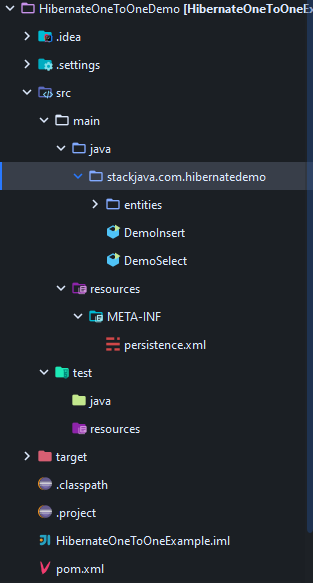 HibernateOneToOneDemo [HibernateOneToOneEx
.idea
.settings
src
main
java
stackjava.com.hibernatedemo
entities
DemoInsert
DemoSelect
resources
META-INF
persistence.xml
test
java
resources
target
.classpath
.project
HibernateOneToOneExample.iml
pom.xml